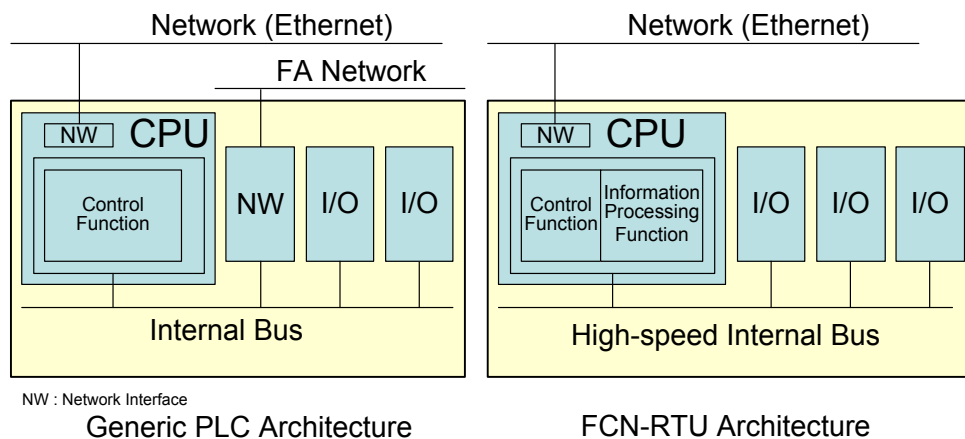 Network (Ethernet)
FA Network
NW
CPU
Control
Function
NW
I/O
I/O
Internal Bus
NW : Network Interface
Generic PLC Architecture
Network (Ethernet)
NW
CPU
Control
Function
Information
Processing
Function
I/O
I/O
I/O
High-speed Internal Bus
FCN-RTU Architecture